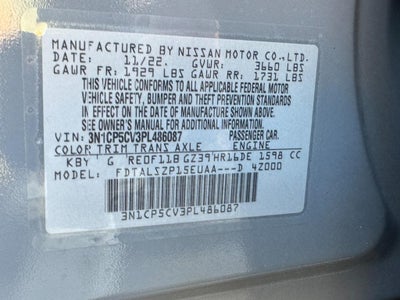 MANUFACTURED BY NISSAN MOTOR CO.,LTD.
DATE: 11/22 GVWR: 3660 LBS
GAWR FR: 1929 LBS GAWR RR: 1731 LBS
THIS VEHICLE CONFORMS TO ALL APPLICABLE FEDERAL MOTOR
VEHICLE SAFETY, BUMPER AND THEFT PREVENTION STANDARDS
IN EFFECT ON THE DATE OF MANUFACTURE SHOWN ABOVE.
SEE OWNER'S MANUAL FOR ADDITIONAL INFORMATION.
VIN: 3N1CP5CV3PL486087 PASSENGER CAR.
COLOR TRIM TRANS AXLE ENGINE
KBY G RE0F11B GZ39 HR16DE 1598 CC
MODEL: FDTALSZP15EUAA---D 4Z000
3N1CP5CV3PL486087